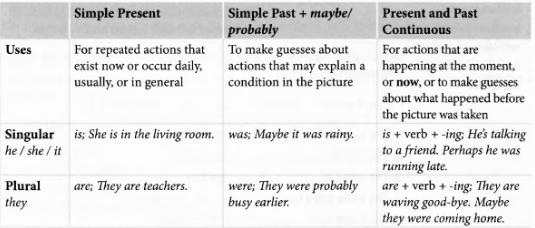 Simple Present
Simple Past + maybe/
probably
Present and Past
Continuous
Uses
For repeated actions that
exist now or occur daily,
usually, or in general
To make guesses about
actions that may explain a
condition in the picture
For actions that are
happening at the moment,
or now, or to make guesses
about what happened before
the picture was taken
Singular
he / she / it
is; She is in the living room.
was; Maybe it was rainy.
is + verb + -ing; He's talking
to a friend. Perhaps he was
running late.
Plural
they
are; They are teachers.
were; They were probably
busy earlier.
are + verb + -ing; They are
waving good-bye. Maybe
they were coming home.